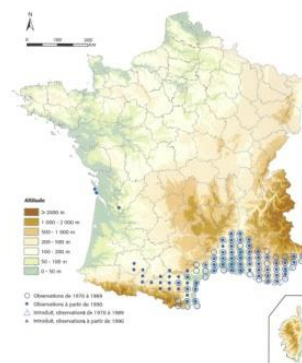 N
0 100 200
km
Altitude
> 2000 m
1 000 - 2 000 m
500 - 1 000 m
200 - 500 m
100 - 200 m
50 - 100 m
0 - 50 m
Observations de 1970 à 1989
Observations à partir de 1990
Introduit, observations de 1970 à 1989
Introduit, observations à partir de 1990